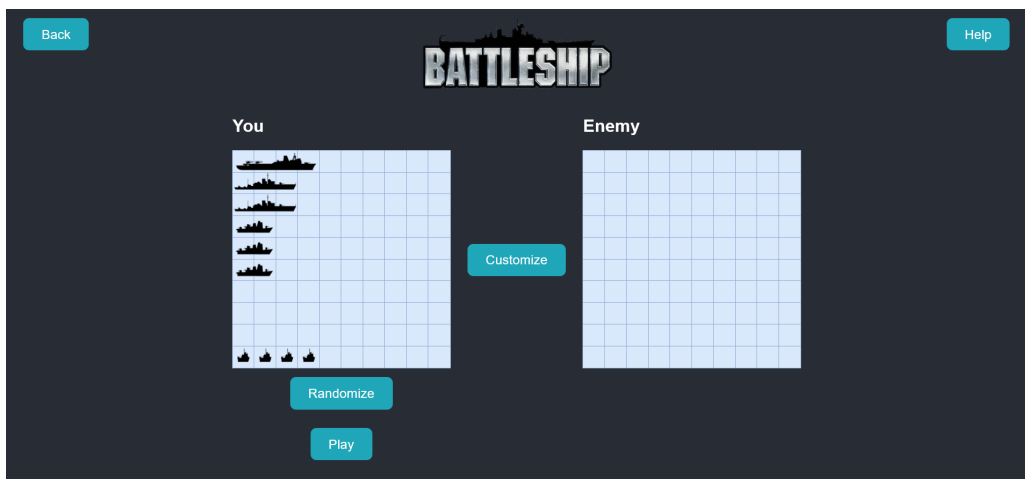 Back
BATTLESHIP
Help
You
Enemy
Customize
Randomize
Play